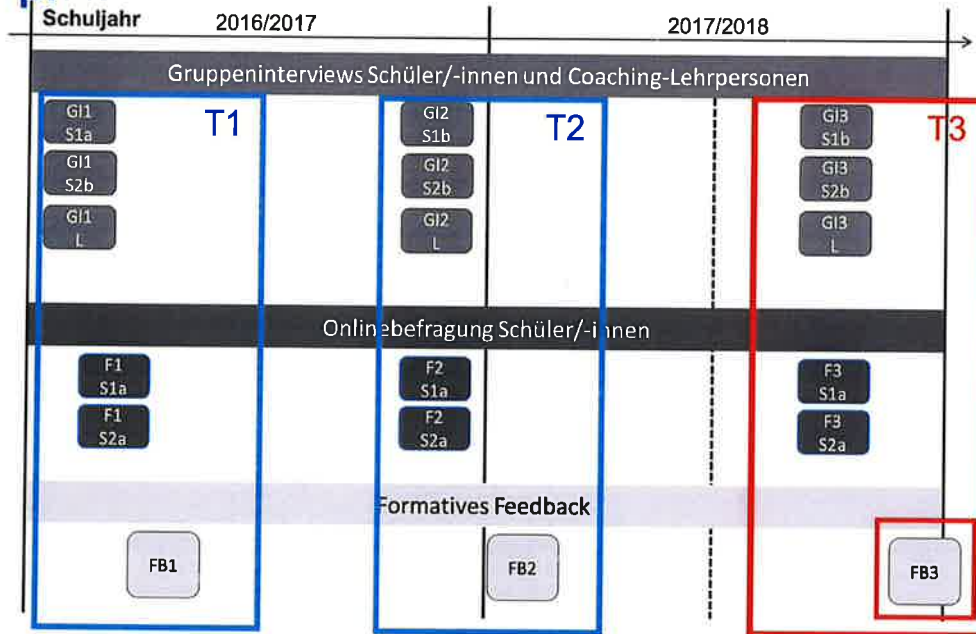 Schuljahr
2016/2017
2017/2018
Gruppeninterviews Schüler/-innen und Coaching-Lehrpersonen
T1
T2
T3
GI1
S1a
GI1
S2b
GI1
L
GI2
S1b
GI2
S2b
GI2
L
GI3
S1b
GI3
S2b
GI3
L
Onlinebefragung Schüler/-innen
F1
S1a
F1
S2a
F2
S1a
F2
S2a
F3
S1a
F3
S2a
Formatives Feedback
FB1
FB2
FB3